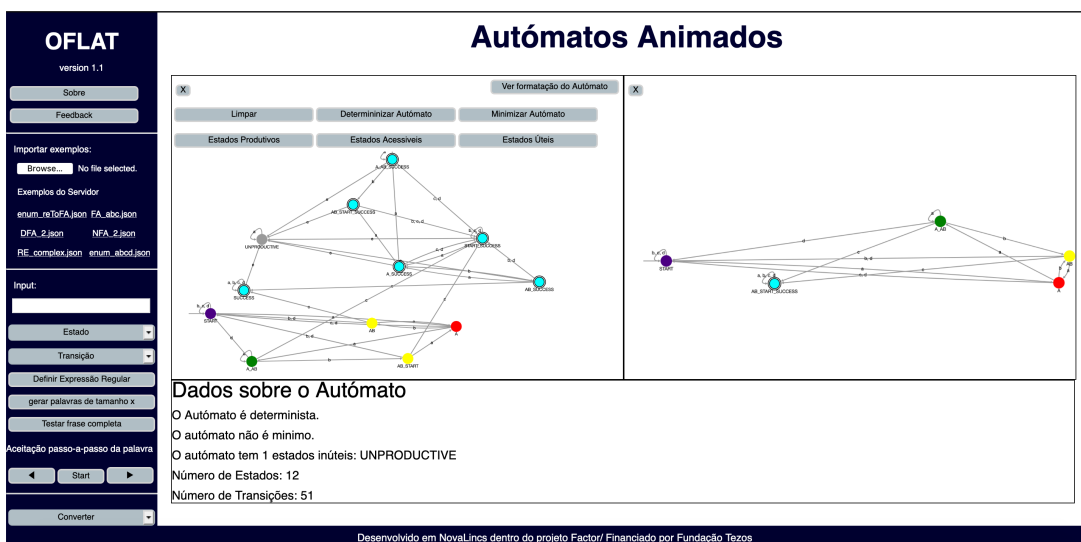 OFLAT
version 1.1
Sobre
Feedback
Importar exemplos:
Browse... No file selected.
Exemplos do Servidor
enum_reToFA.json FA_abc.json
DFA_2.json NFA_2.json
RE_complex.json enum_abcd.json
Input:
Estado
Transição
Definir Expressão Regular
gerar palavras de tamanho x
Testar frase completa
Aceitação passo-a-passo da palavra
Start
Converter
Autómatos Animados
X
Ver formatação do Autómato
Limpar Determininizar Autómato Minimizar Autómato
Estados Produtivos Estados Acessiveis Estados Úteis
A_AB_SUCCESS
AB_START_SUCCESS
UNPRODUCTIVE
START_SUCCESS
A_SUCCESS
AB_SUCCESS
SUCCESS
START
AB
A
A_AB
AB_START
X
A_AB
START
AB
AB_START_SUCCESS
A
Dados sobre o Autómato
O Autómato é determinista.
O autómato não é minimo.
O autómato tem 1 estados inúteis: UNPRODUCTIVE
Número de Estados: 12
Número de Transições: 51
Desenvolvido em NovaLincs dentro do projeto Factor/ Financiado por Fundação Tezos